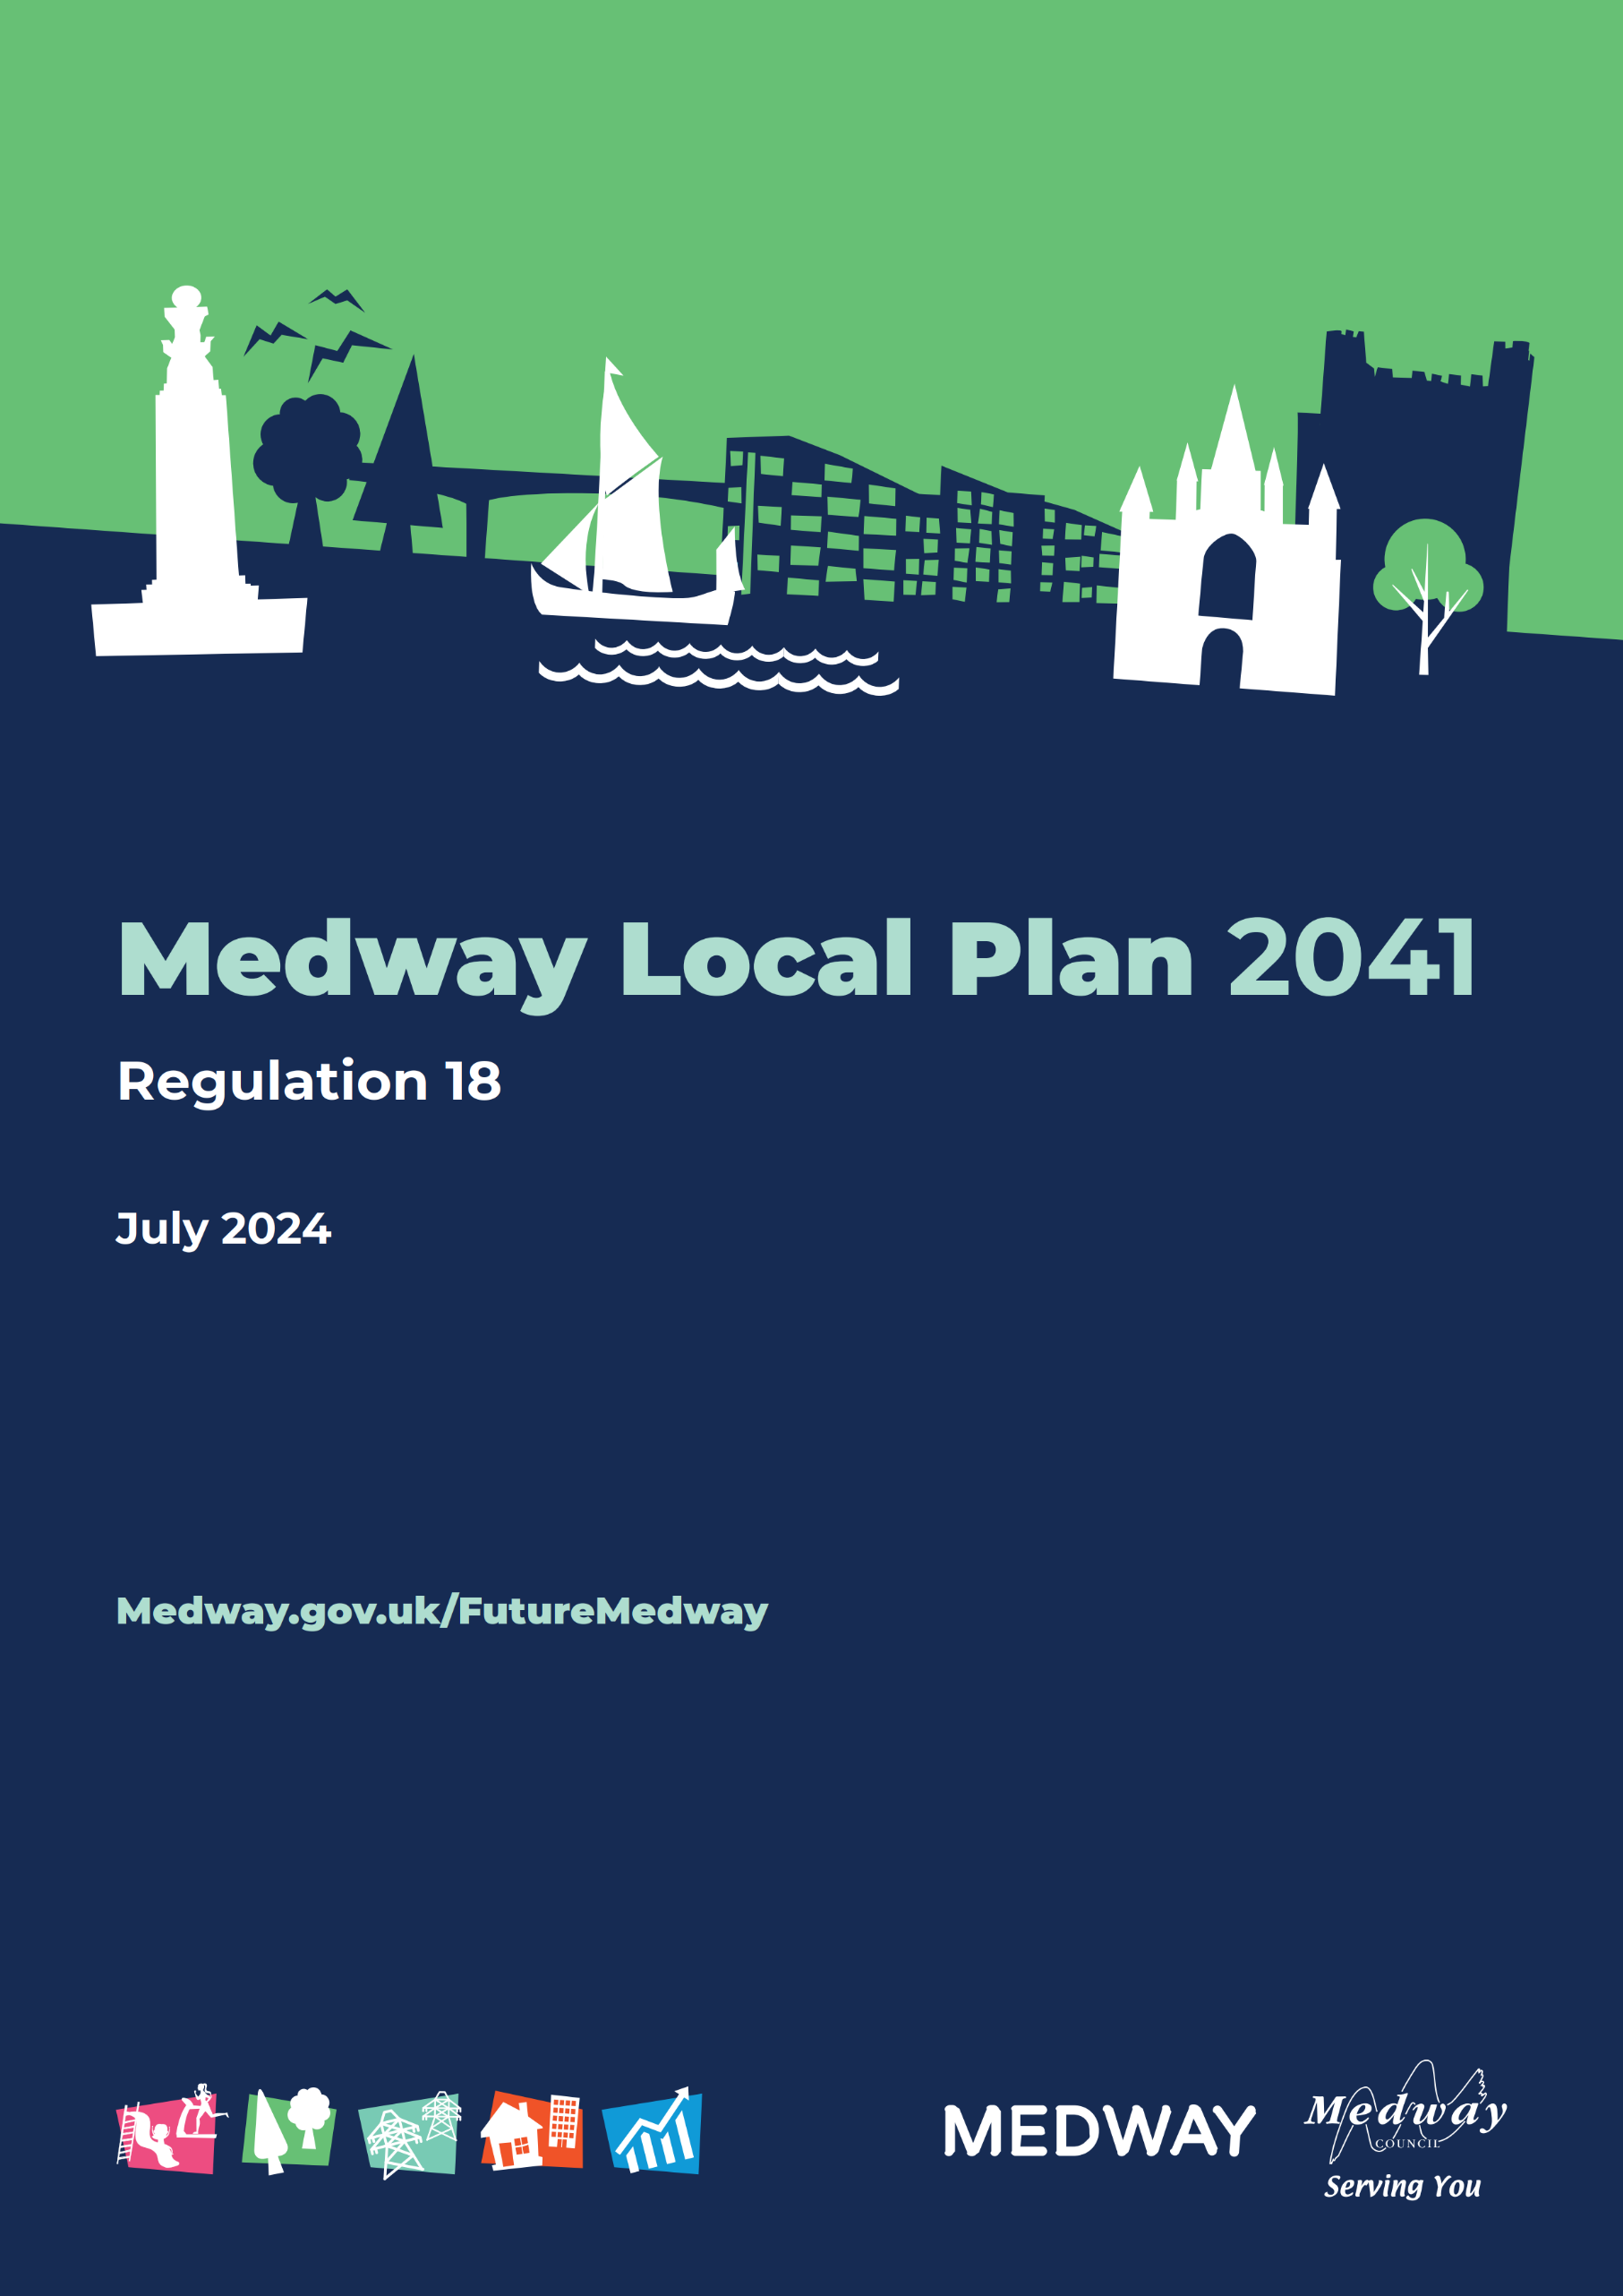 Medway Local Plan 2041
Regulation 18
July 2024
Medway.gov.uk/FutureMedway
MEDWAY
Medway
COUNCIL
Serving You